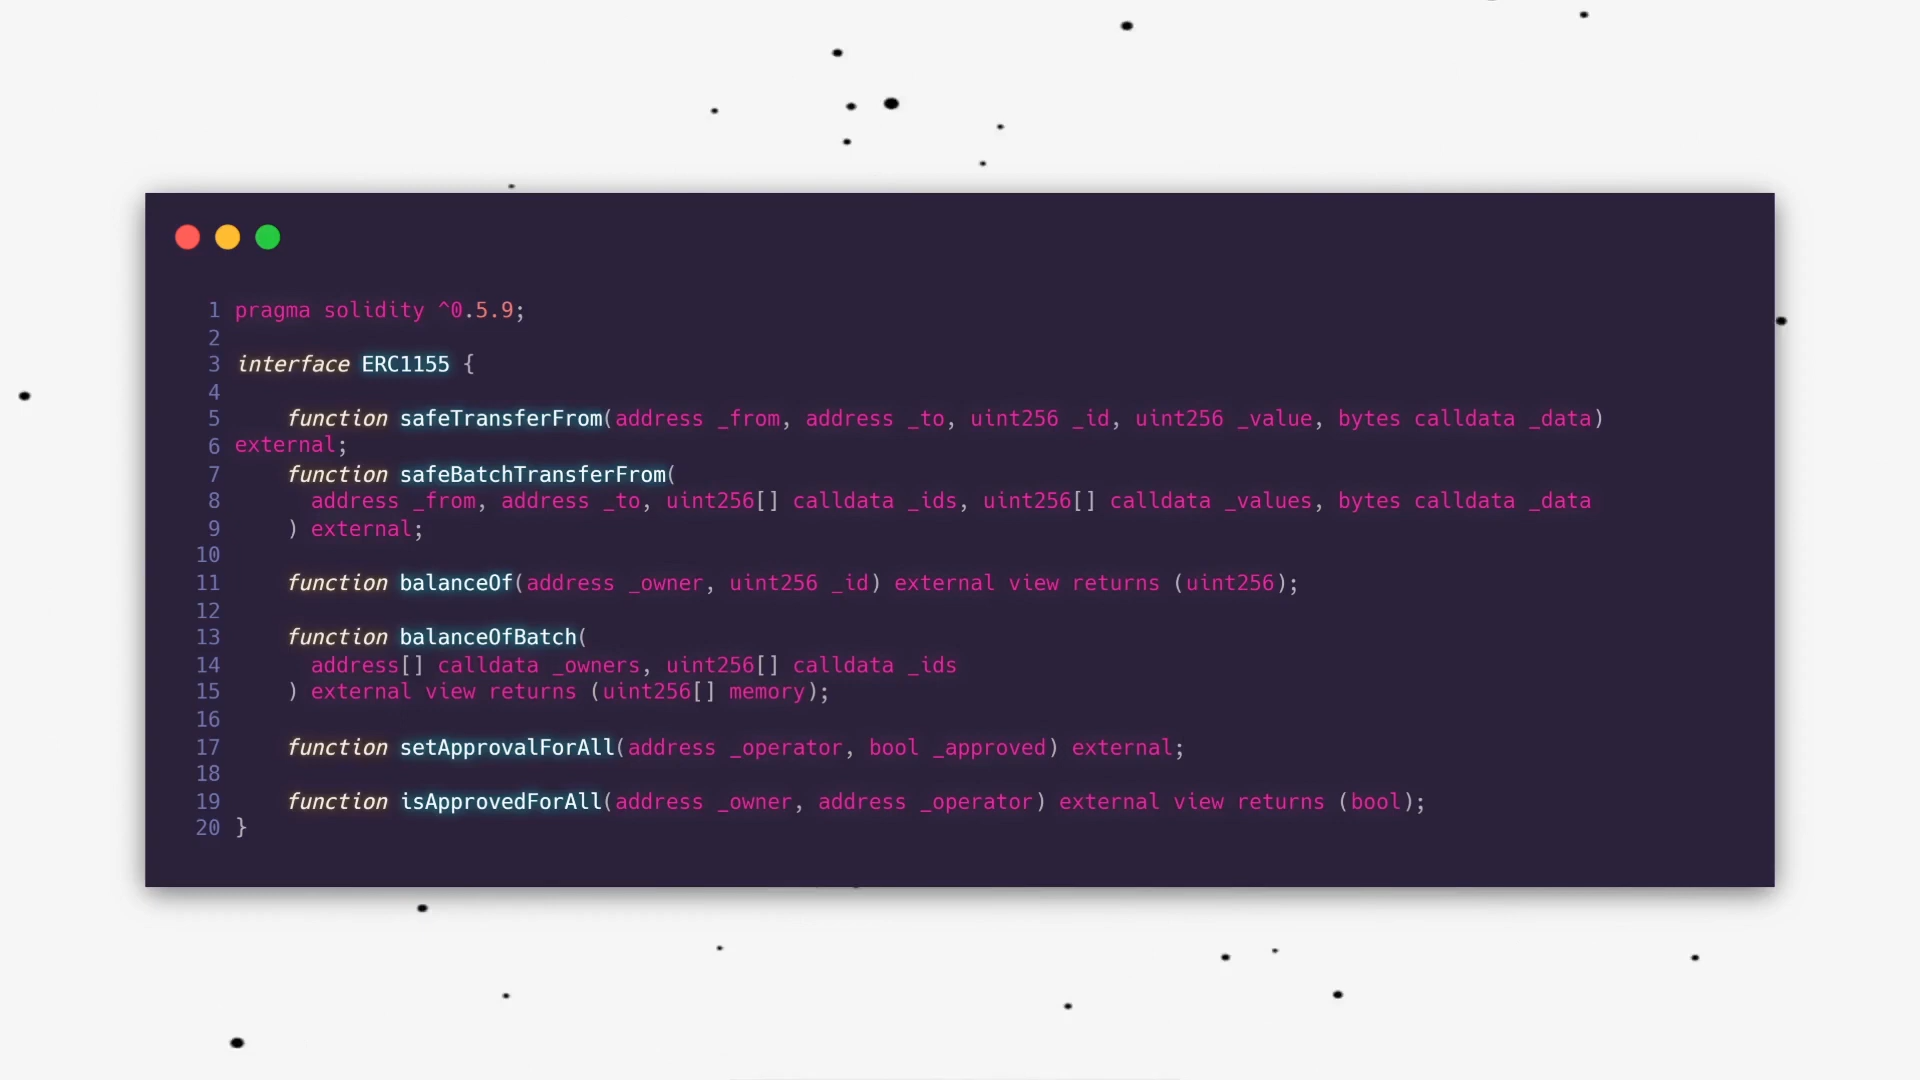 1 pragma solidity ^0.5.9;
2
3 interface ERC1155 {
4
5 function safeTransferFrom(address _from, address _to, uint256 _id, uint256 _value, bytes calldata _data)
6 external;
7 function safeBatchTransferFrom(
8 address _from, address _to, uint256[] calldata _ids, uint256[] calldata _values, bytes calldata _data
9 ) external;
10
11 function balanceOf(address _owner, uint256 _id) external view returns (uint256);
12
13 function balanceOfBatch(
14 address[] calldata _owners, uint256[] calldata _ids
15 ) external view returns (uint256[] memory);
16
17 function setApprovalForAll(address _operator, bool _approved) external;
18
19 function isApprovedForAll(address _owner, address _operator) external view returns (bool);
20 }